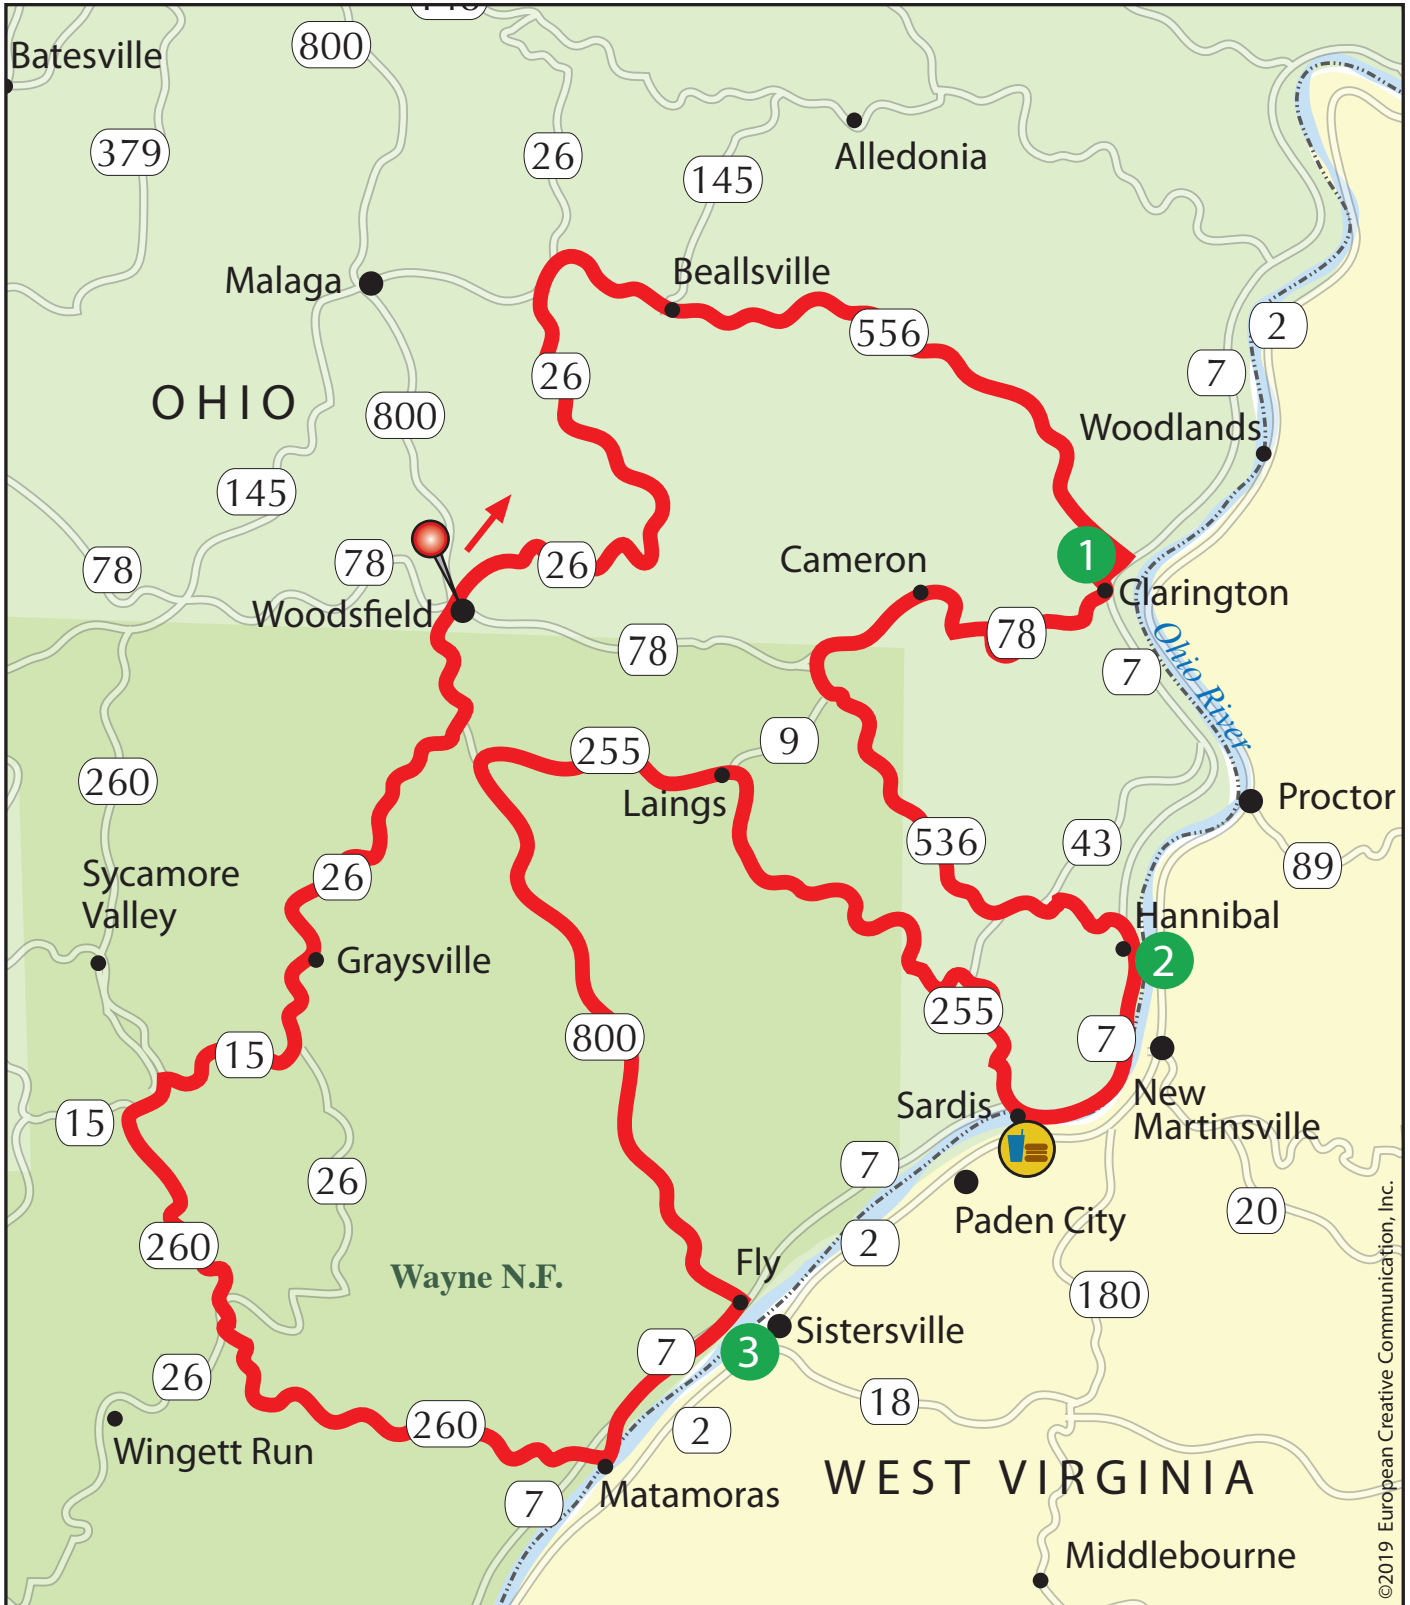 800
Batesville
379
26
145
Alledonia
Malaga
Beallsville
2
556
7
26
OHIO
800
Woodlands
145
78
78
26
Cameron
1
Clarington
Woodsfield
78
78
7
Ohio River
255
9
260
Laings
Proctor
536
43
89
Sycamore
Valley
26
Hannibal
2
Graysville
255
800
7
15
New
Martinsville
Sardis
15
7
26
20
Paden City
2
260
Fly
Wayne N.F.
180
Sistersville
3
7
26
18
260
2
Wingett Run
WEST VIRGINIA
7
Matamoras
Middlebourne
©2019 European Creative Communication, Inc.